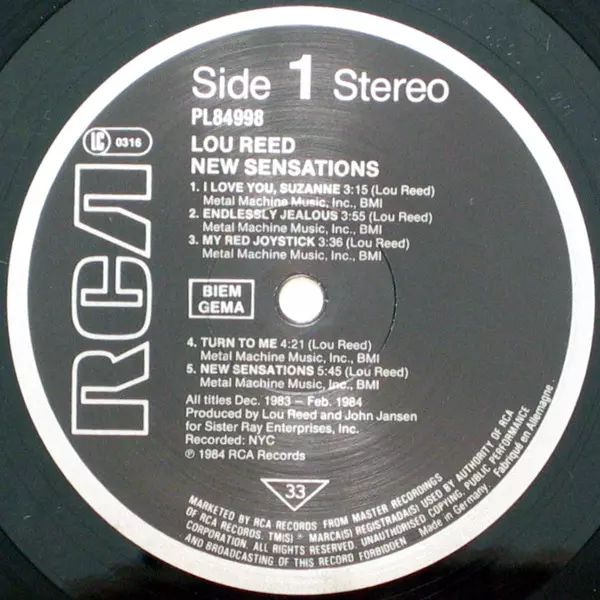 Side 1 Stereo
PL84998
LC 0316
LOU REED
NEW SENSATIONS
1. I LOVE YOU, SUZANNE 3:15 (Lou Reed)
Metal Machine Music, Inc., BMI
2. ENDLESSLY JEALOUS 3:55 (Lou Reed)
Metal Machine Music, Inc., BMI
3. MY RED JOYSTICK 3:36 (Lou Reed)
Metal Machine Music, Inc., BMI
RCA
BIEM
GEMA
4. TURN TO ME 4:21 (Lou Reed)
Metal Machine Music, Inc., BMI
5. NEW SENSATIONS 5:45 (Lou Reed)
Metal Machine Music, Inc., BMI
All titles Dec. 1983 – Feb. 1984
Produced by Lou Reed and John Jansen
for Sister Ray Enterprises, Inc.
Recorded: NYC
℗ 1984 RCA Records
33
MARKETED BY RCA RECORDS FROM MASTER RECORDINGS
OF RCA RECORDS. TM(S) ® MARCA(S) REGISTRADA(S) USED BY AUTHORITY OF RCA
CORPORATION. ALL RIGHTS RESERVED. UNAUTHORISED COPYING, PUBLIC PERFORMANCE
AND BROADCASTING OF THIS RECORD FORBIDDEN Made in Germany. Fabriqué en Allemagne.